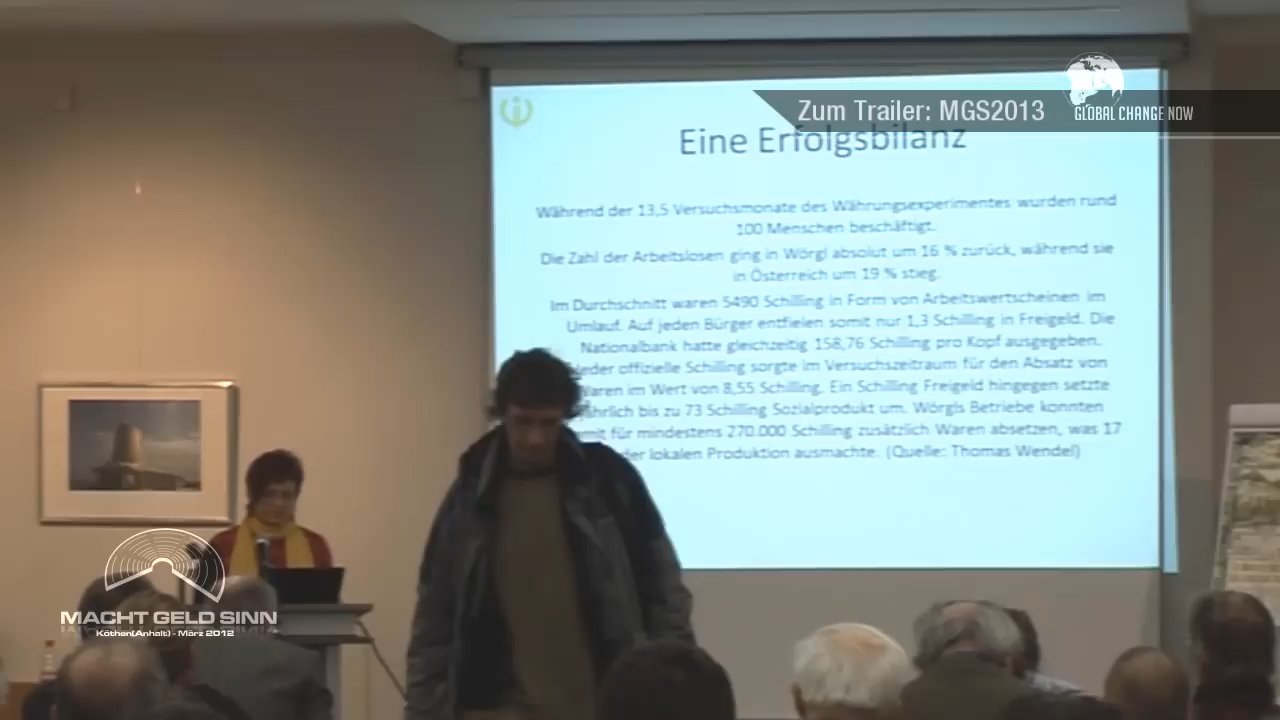 Zum Trailer: MGS2013
GLOBAL CHANGE NOW
Eine Erfolgsbilanz
Während der 13,5 Versuchsmonate des Währungsexperimentes wurden rund
100 Menschen beschäftigt.
Die Zahl der Arbeitslosen ging in Wörgl absolut um 16 % zurück, während sie
in Österreich um 19 % stieg.
Im Durchschnitt waren 5490 Schilling in Form von Arbeitswertscheinen im
Umlauf. Auf jeden Bürger entfielen somit nur 1,3 Schilling in Freigeld. Die
Nationalbank hatte gleichzeitig 158,76 Schilling pro Kopf ausgegeben.
Jeder offizielle Schilling sorgte im Versuchszeitraum für den Absatz von
aren im Wert von 8,55 Schilling. Ein Schilling Freigeld hingegen setzte
ährlich bis zu 73 Schilling Sozialprodukt um. Wörgls Betriebe konnten
mit für mindestens 270.000 Schilling zusätzlich Waren absetzen, was 17
der lokalen Produktion ausmachte. (Quelle: Thomas Wendel)
MACHT GELD SINN
Köthen(Anhalt) - März 2012